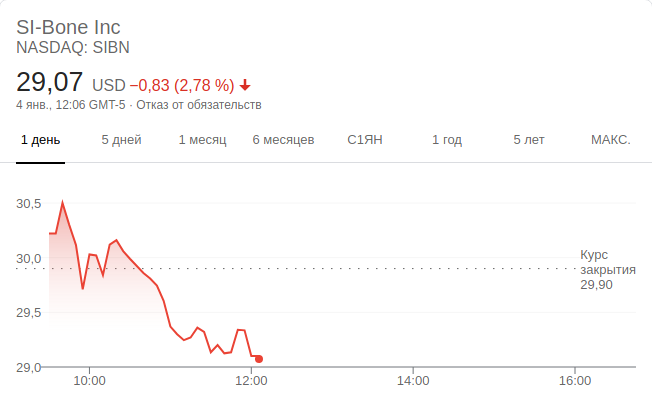 SI-Bone Inc
NASDAQ: SIBN
29,07 USD −0,83 (2,78 %)
4 янв., 12:06 GMT-5 · Отказ от обязательств
1 день 5 дней 1 месяц 6 месяцев С1ЯН 1 год 5 лет МАКС.
30,5
30,0
29,5
29,0
Курс
закрытия
29,90
10:00 12:00 14:00 16:00